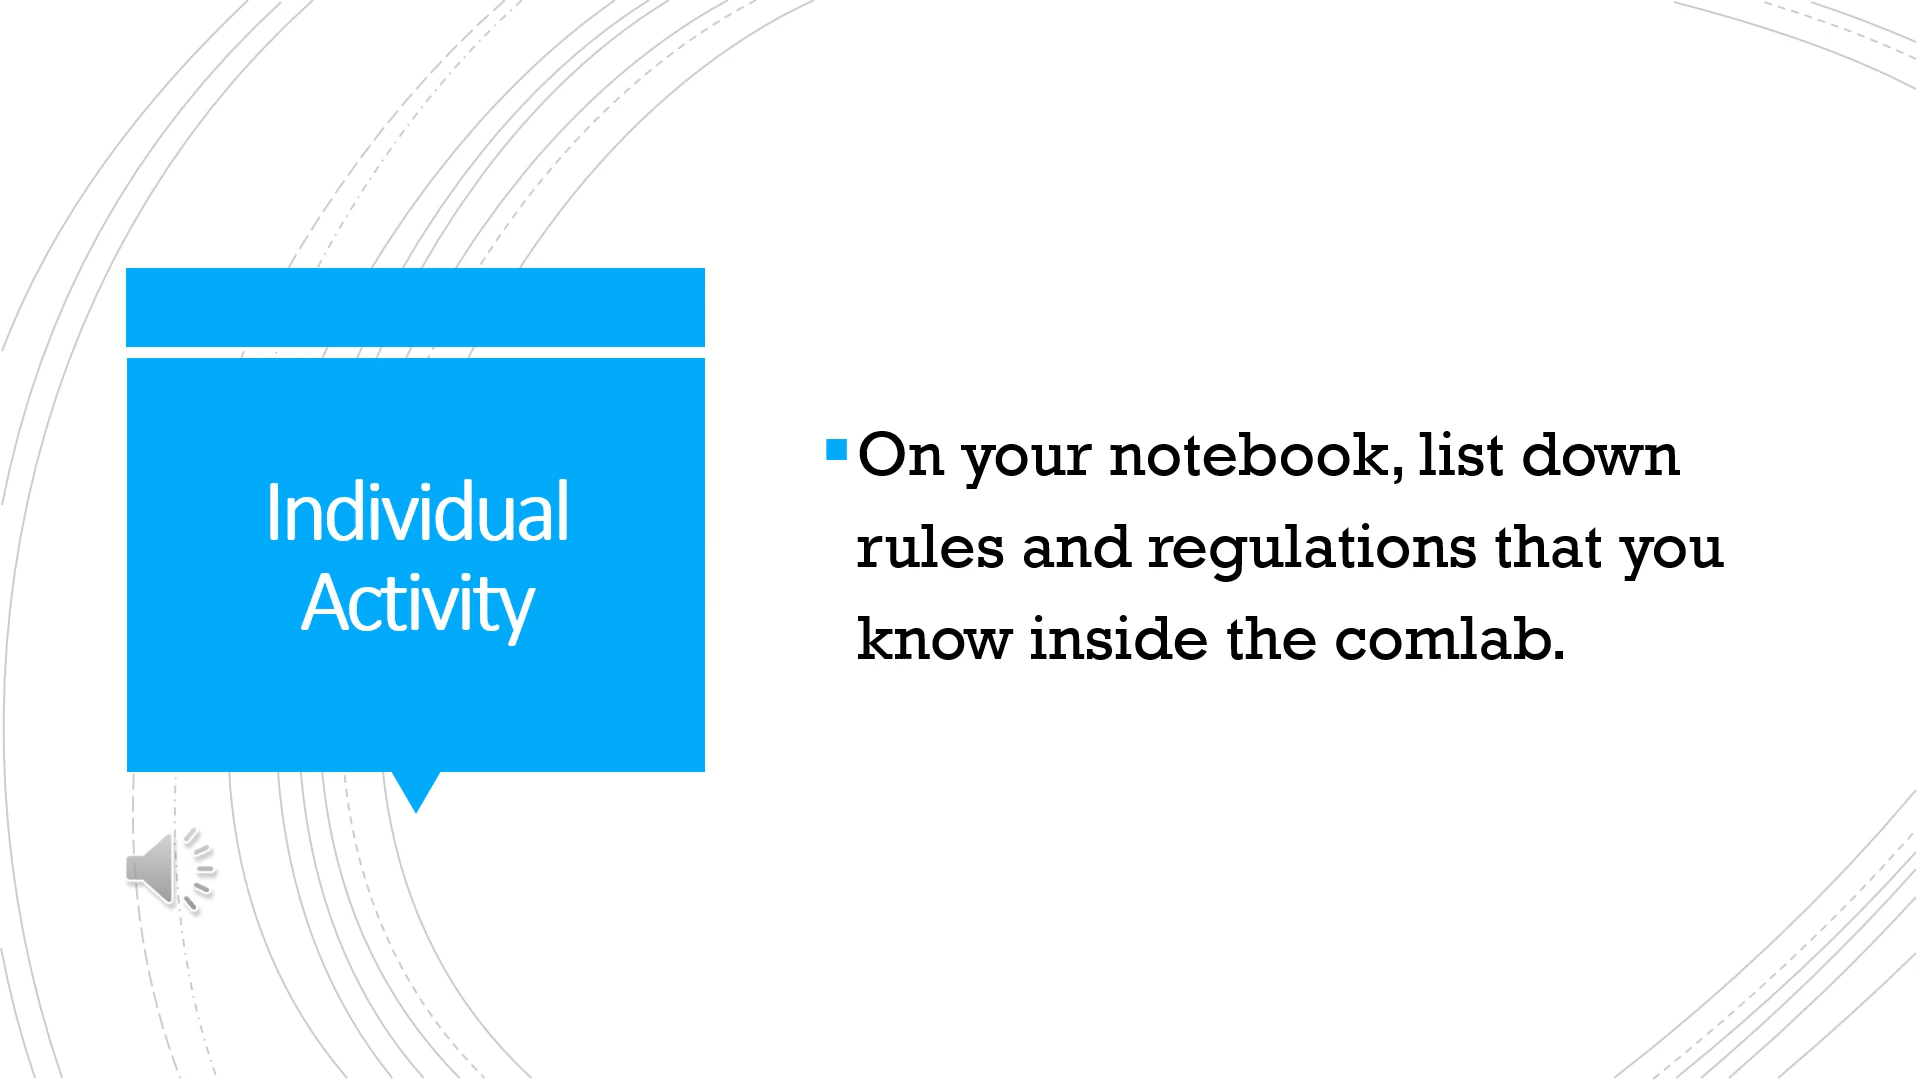 Individual
Activity
On your notebook, list down
rules and regulations that you
know inside the comlab.